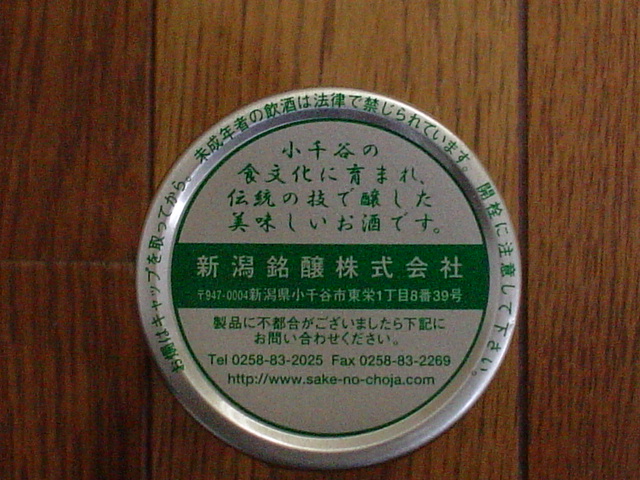 お燗はキャップを取ってから。
未成年者の飲酒は法律で禁じられています。
開栓に注意して下さい。
小千谷の
食文化に育まれ、
伝統の技で醸した
美味しいお酒です。
新潟銘醸株式会社
〒947-0004新潟県小千谷市東栄1丁目8番39号
製品に不都合がございましたら下記に
お問い合わせください。
Tel 0258-83-2025 Fax 0258-83-2269
http://www.sake-no-choja.com